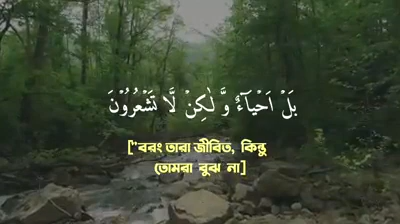 بَلۡ اَحۡيَآءٌ وَّ لٰكِنۡ لَّا تَشۡعُرُوۡنَ
["বরং তারা জীবিত, কিন্তু
তোমরা বুঝ না]